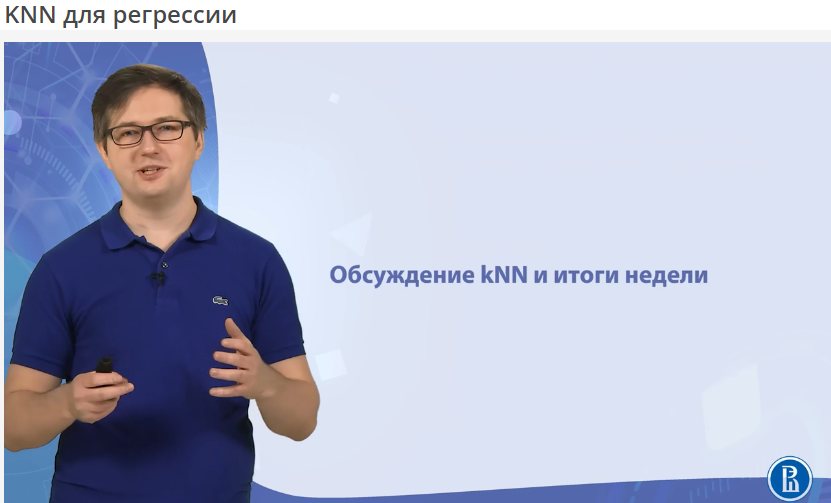 KNN для регрессии
Обсуждение kNN и итоги недели